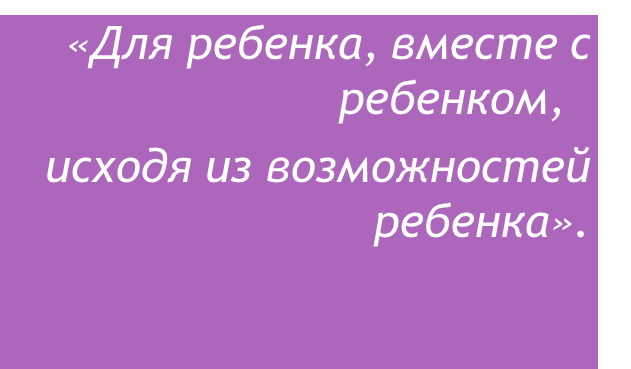 «Для ребенка, вместе с
ребенком,
исходя из возможностей
ребенка».